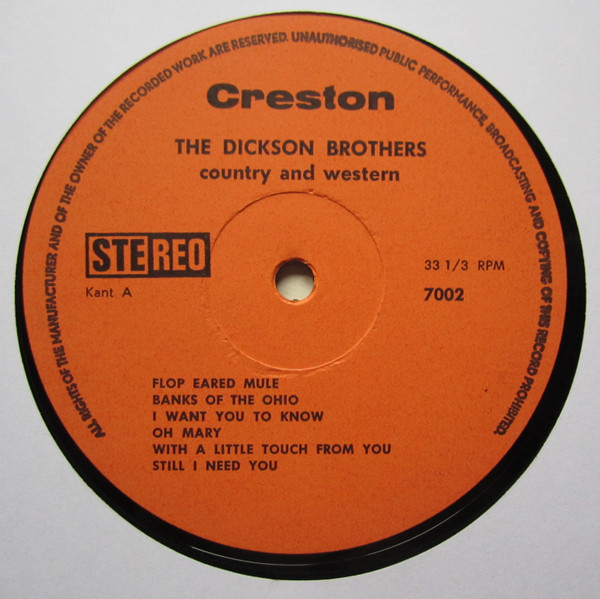 ALL RIGHTS OF THE MANUFACTURER AND OF THE OWNER OF THE RECORDED WORK ARE RESERVED. UNAUTHORISED PUBLIC PERFORMANCE, BROADCASTING AND COPYING OF THIS RECORD PROHIBITED.
Creston
THE DICKSON BROTHERS
country and western
STEREO
33 1/3 RPM
Kant A
7002
FLOP EARED MULE
BANKS OF THE OHIO
I WANT YOU TO KNOW
OH MARY
WITH A LITTLE TOUCH FROM YOU
STILL I NEED YOU